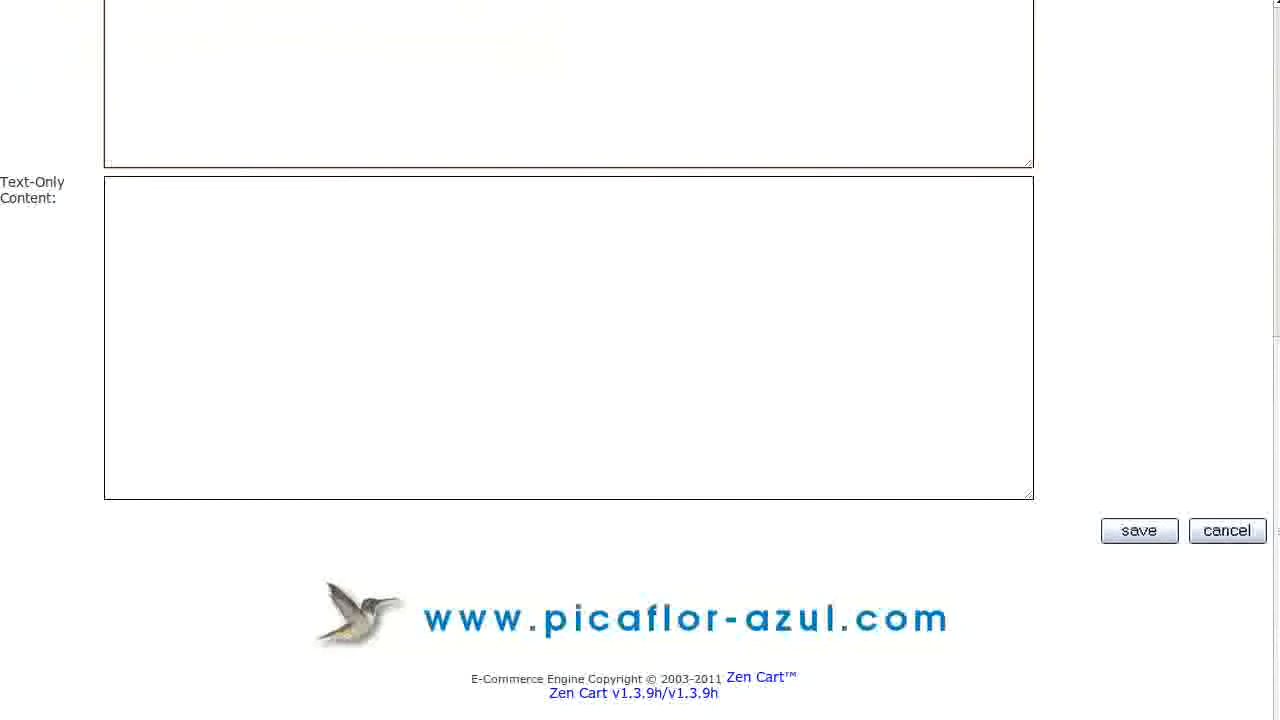 Text-Only
Content:
save cancel
www.picaflor-azul.com
E-Commerce Engine Copyright © 2003-2011 Zen Cart™
Zen Cart v1.3.9h/v1.3.9h